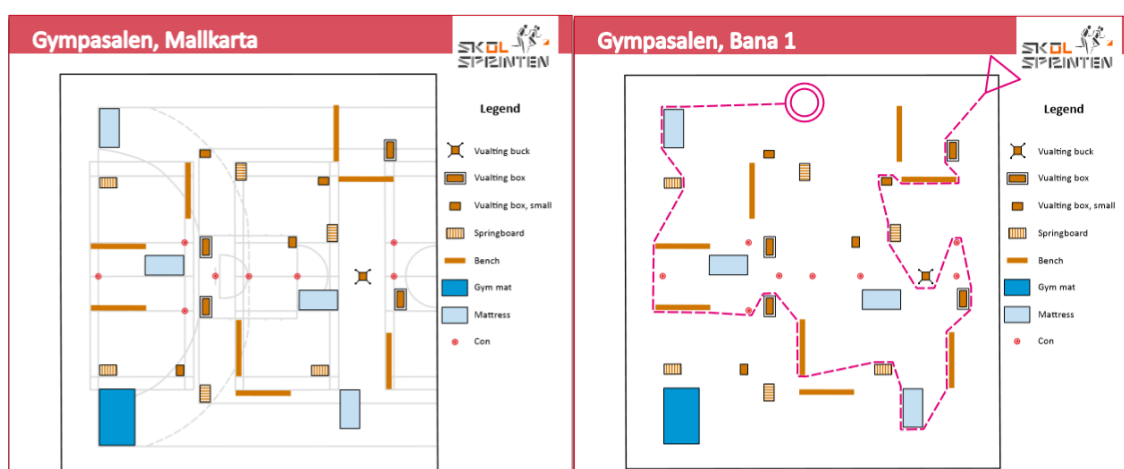 Gympasalen, Mallkarta
SKOL
SPRINTEN
Legend
Vualting buck
Vualting box
Vualting box, small
Springboard
Bench
Gym mat
Mattress
Con
Gympasalen, Bana 1
SKOL
SPRINTEN
Legend
Vualting buck
Vualting box
Vualting box, small
Springboard
Bench
Gym mat
Mattress
Con